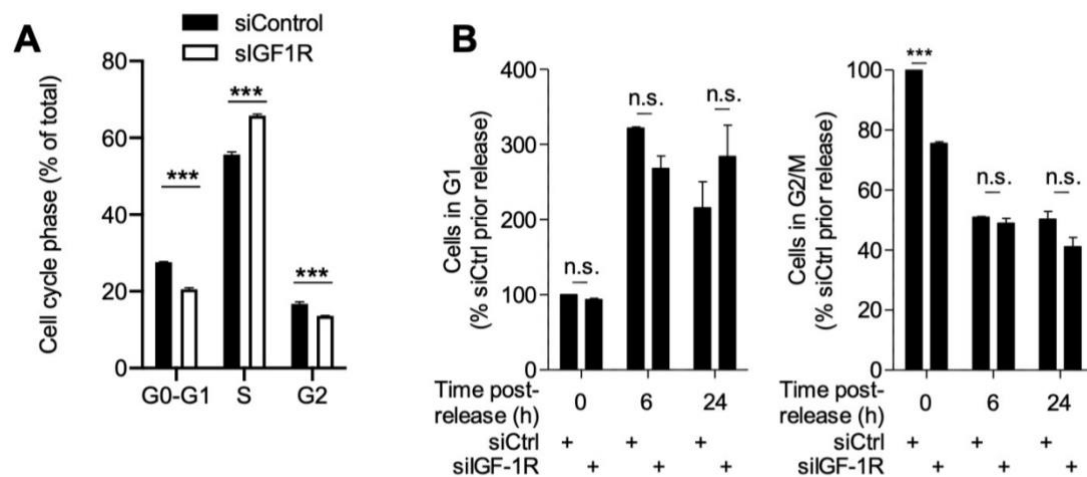 A
siControl
siIGF1R
Cell cycle phase (% of total)
80
60
40
20
0
***
***
***
G0-G1 S G2
B
Cells in G1
(% siCtrl prior release)
400
300
200
100
0
n.s.
n.s.
n.s.
Time post-
release (h)
0 6 24
siCtrl + + +
siIGF-1R + + +
Cells in G2/M
(% siCtrl prior release)
100
80
60
40
20
0
***
n.s.
n.s.
Time post-
release (h)
0 6 24
siCtrl + + +
siIGF-1R + + +